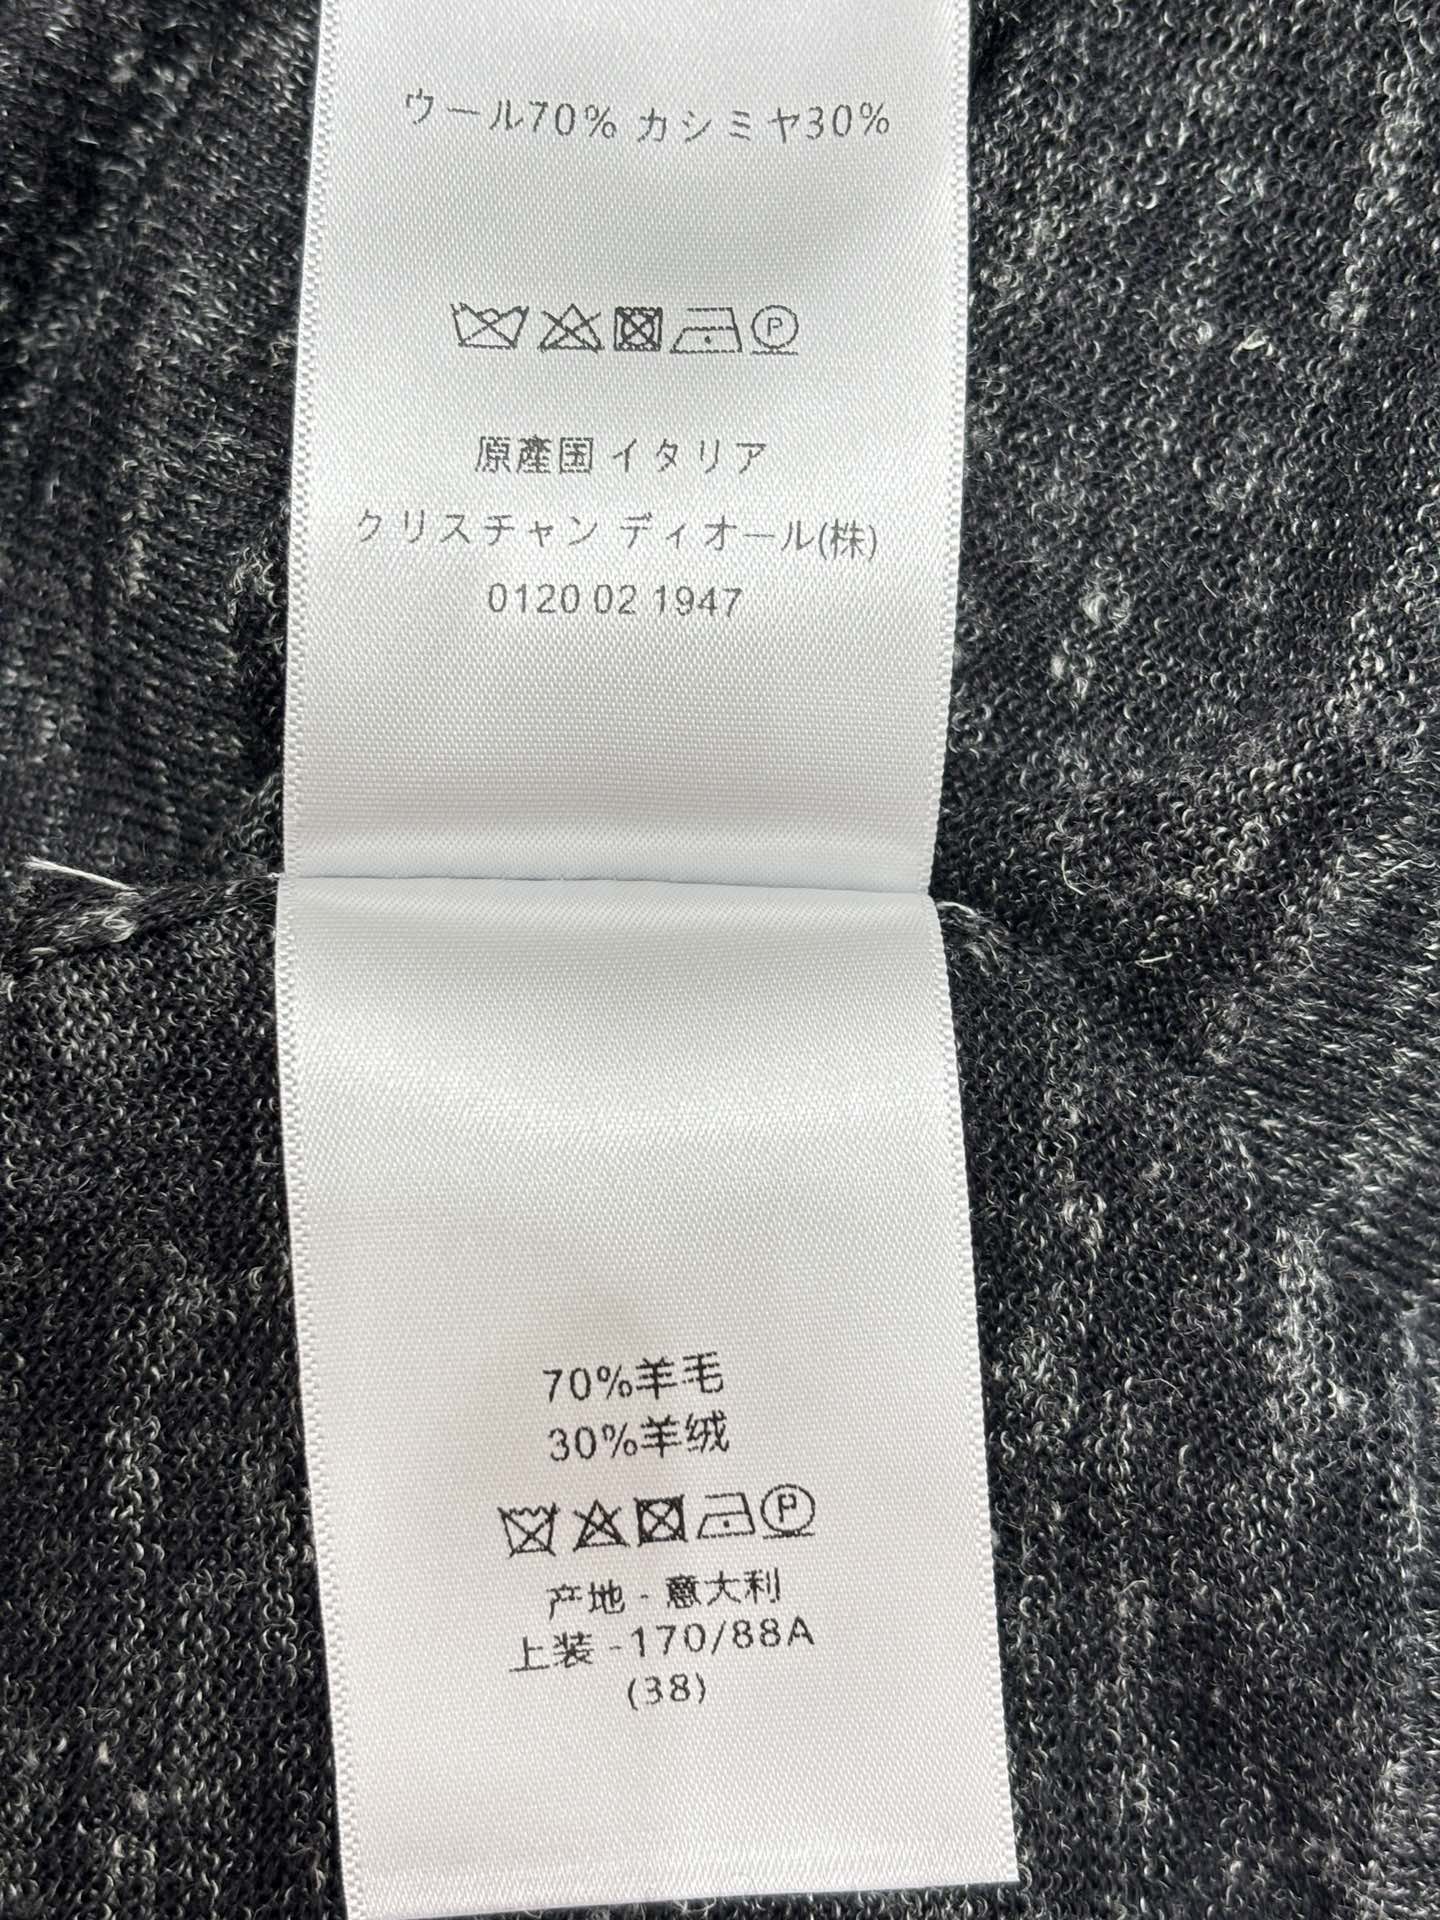 ウール70% カシミヤ30%
原產国 イタリア
クリスチャン ディオール(株)
0120 02 1947
70%羊毛
30%羊绒
P
产地 - 意大利
上装 -170/88A
(38)